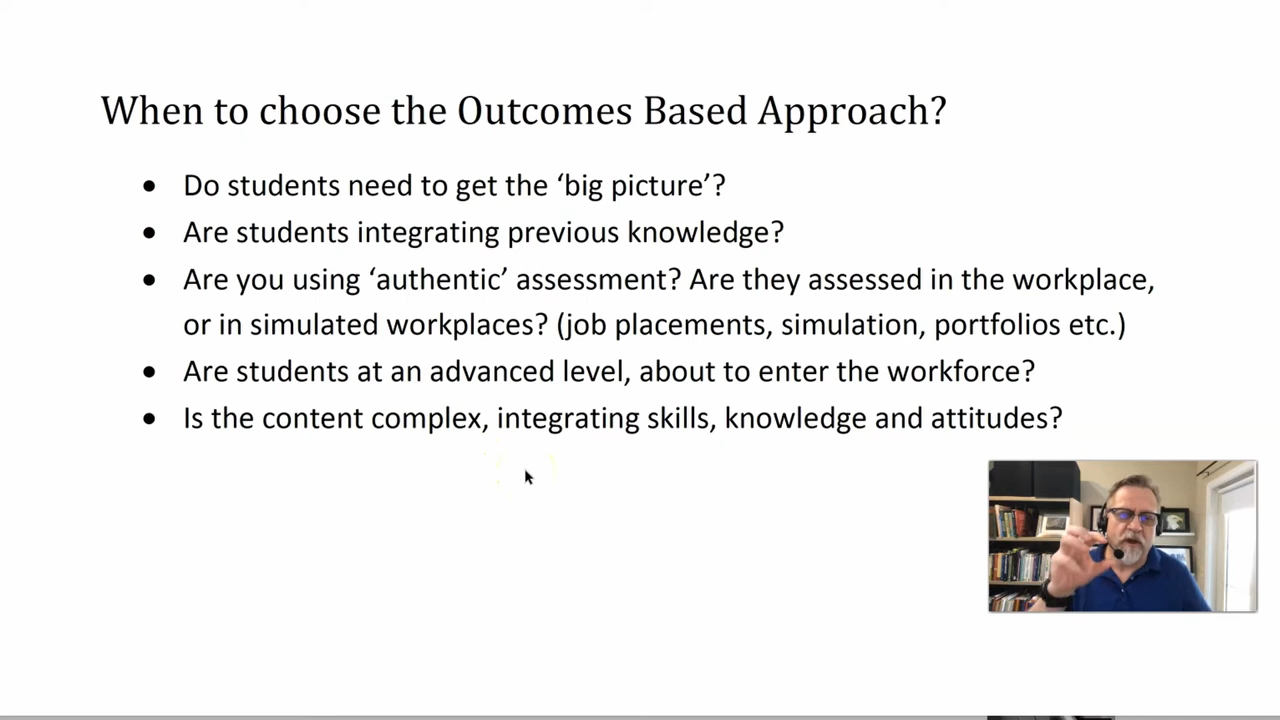 When to choose the Outcomes Based Approach?
• Do students need to get the ‘big picture’?
• Are students integrating previous knowledge?
• Are you using ‘authentic’ assessment? Are they assessed in the workplace,
or in simulated workplaces? (job placements, simulation, portfolios etc.)
• Are students at an advanced level, about to enter the workforce?
• Is the content complex, integrating skills, knowledge and attitudes?